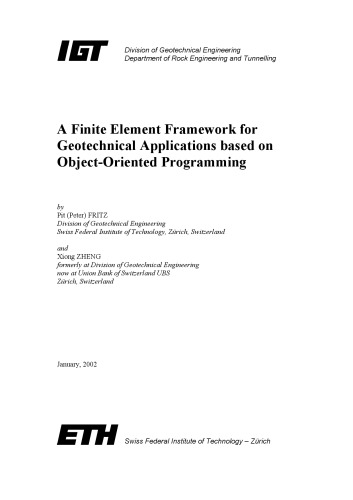 IGT
Division of Geotechnical Engineering
Department of Rock Engineering and Tunnelling
A Finite Element Framework for
Geotechnical Applications based on
Object-Oriented Programming
by
Pit (Peter) FRITZ
Division of Geotechnical Engineering
Swiss Federal Institute of Technology, Zürich, Switzerland
and
Xiong ZHENG
formerly at Division of Geotechnical Engineering
now at Union Bank of Switzerland UBS
Zürich, Switzerland
January, 2002
ETH
Swiss Federal Institute of Technology – Zürich